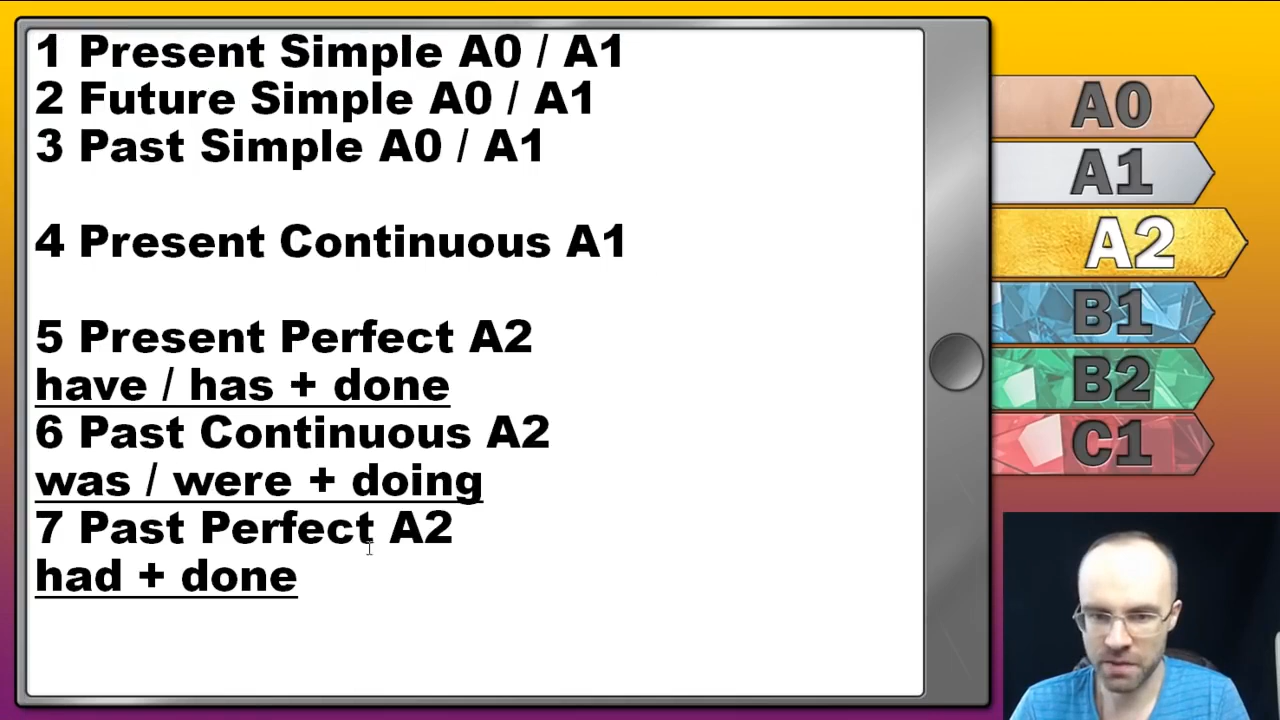 1 Present Simple A0 / A1
2 Future Simple A0 / A1
3 Past Simple A0 / A1
4 Present Continuous A1
5 Present Perfect A2
have / has + done
6 Past Continuous A2
was / were + doing
7 Past Perfect A2
had + done
A0
A1
A2
B1
B2
C1